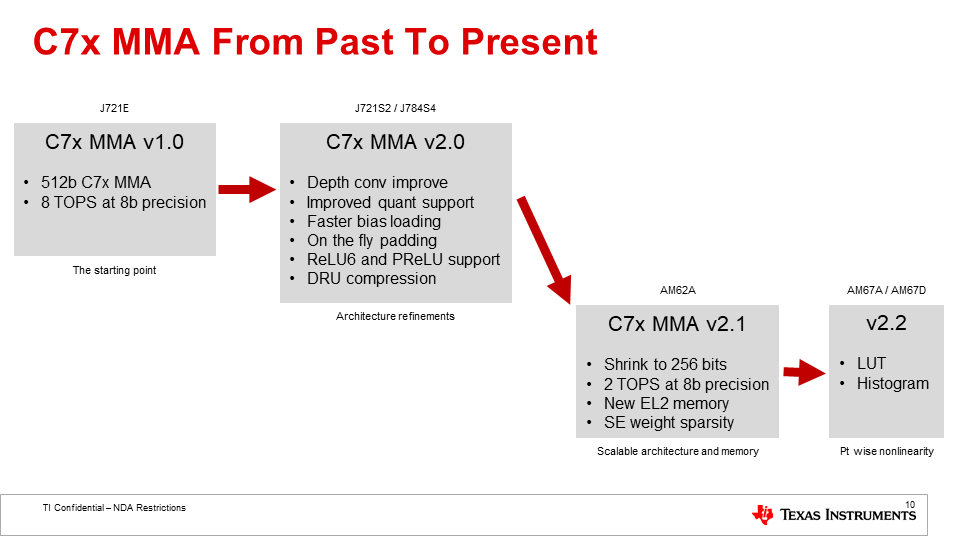 C7x MMA From Past To Present
J721E
C7x MMA v1.0
• 512b C7x MMA
• 8 TOPS at 8b precision
The starting point
J721S2 / J784S4
C7x MMA v2.0
• Depth conv improve
• Improved quant support
• Faster bias loading
• On the fly padding
• ReLU6 and PReLU support
• DRU compression
Architecture refinements
AM62A
C7x MMA v2.1
• Shrink to 256 bits
• 2 TOPS at 8b precision
• New EL2 memory
• SE weight sparsity
Scalable architecture and memory
AM67A / AM67D
v2.2
• LUT
• Histogram
Pt wise nonlinearity
TI Confidential – NDA Restrictions
10
TEXAS INSTRUMENTS